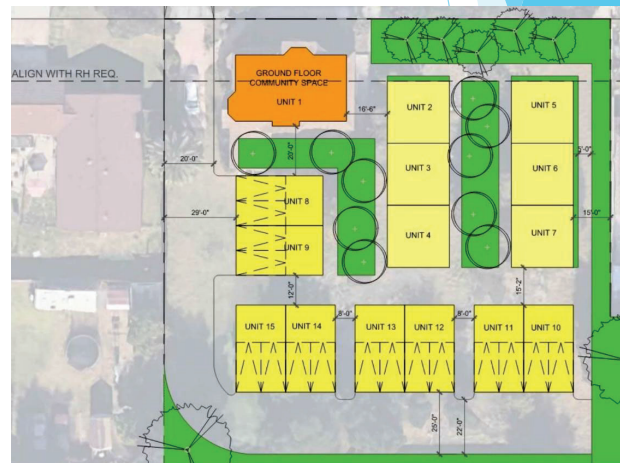 ALIGN WITH RH REQ.
GROUND FLOOR
COMMUNITY SPACE
UNIT 1
16'-6"
UNIT 2
UNIT 5
20'-0"
20'-0"
UNIT 3
UNIT 6
5'-0"
29'-0"
UNIT 8
UNIT 4
UNIT 7
15'-0"
UNIT 9
12'-0"
15'-2"
UNIT 15
UNIT 14
8'-0"
UNIT 13
UNIT 12
8'-0"
UNIT 11
UNIT 10
25'-0"
22'-0"